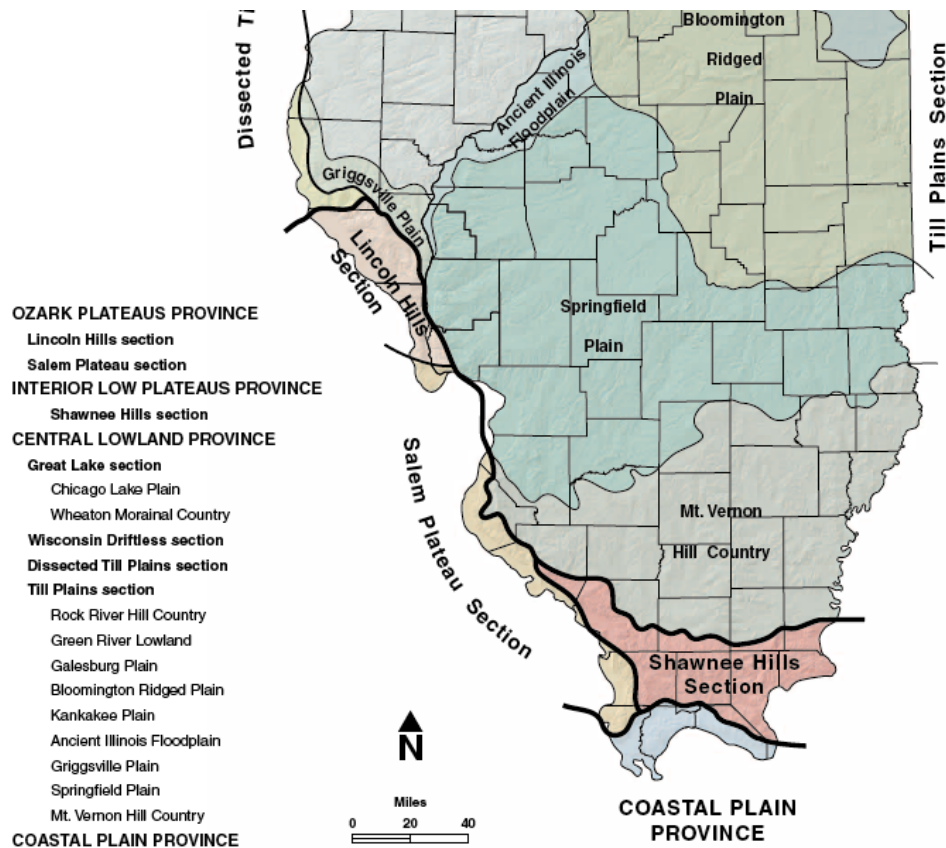 Bloomington
Ridged
Plain
Dissected
Ancient Illinois
Floodplain
Till Plains Section
Griggsville Plain
Lincoln Hills
Section
Springfield
Plain
OZARK PLATEAUS PROVINCE
Lincoln Hills section
Salem Plateau section
INTERIOR LOW PLATEAUS PROVINCE
Shawnee Hills section
CENTRAL LOWLAND PROVINCE
Great Lake section
Chicago Lake Plain
Wheaton Morainal Country
Wisconsin Driftless section
Dissected Till Plains section
Till Plains section
Rock River Hill Country
Green River Lowland
Galesburg Plain
Bloomington Ridged Plain
Kankakee Plain
Ancient Illinois Floodplain
Griggsville Plain
Springfield Plain
Mt. Vernon Hill Country
COASTAL PLAIN PROVINCE
Salem Plateau Section
Mt. Vernon
Hill Country
Shawnee Hills
Section
N
Miles
0 20 40
COASTAL PLAIN
PROVINCE